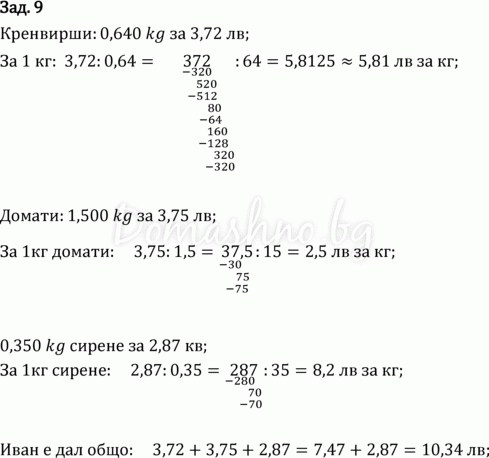 Зад. 9
Кренвирши: 0,640 kg за 3,72 лв;
За 1 кг: 3,72: 0,64 = 372 : 64 = 5,8125 ≈ 5,81 лв за кг;
−320
520
−512
80
−64
160
−128
320
−320
Домати: 1,500 kg за 3,75 лв;
Domashno.bg
За 1кг домати: 3,75: 1,5 = 37,5 : 15 = 2,5 лв за кг;
−30
75
−75
0,350 kg сирене за 2,87 кв;
За 1кг сирене: 2,87: 0,35 = 287 : 35 = 8,2 лв за кг;
−280
70
−70
Иван е дал общо: 3,72 + 3,75 + 2,87 = 7,47 + 2,87 = 10,34 лв;